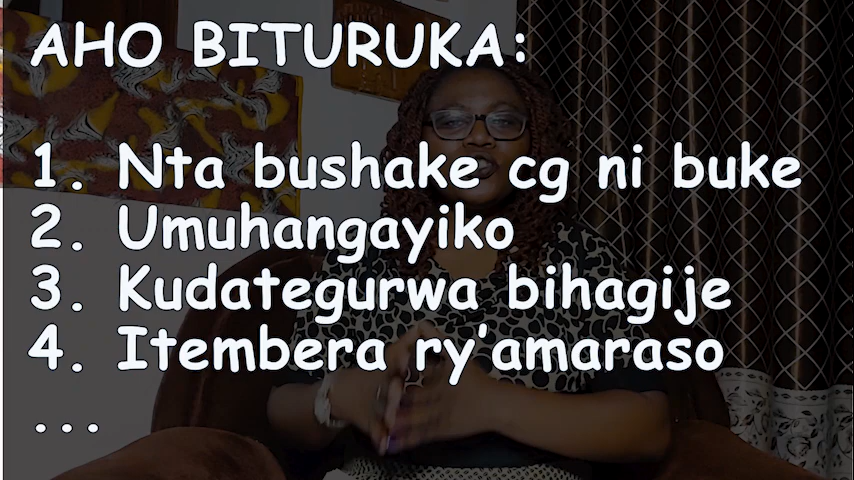 AHO BITURUKA:
1. Nta bushake cg ni buke
2. Umuhangayiko
3. Kudategurwa bihagije
4. Itembera ry'amaraso
...